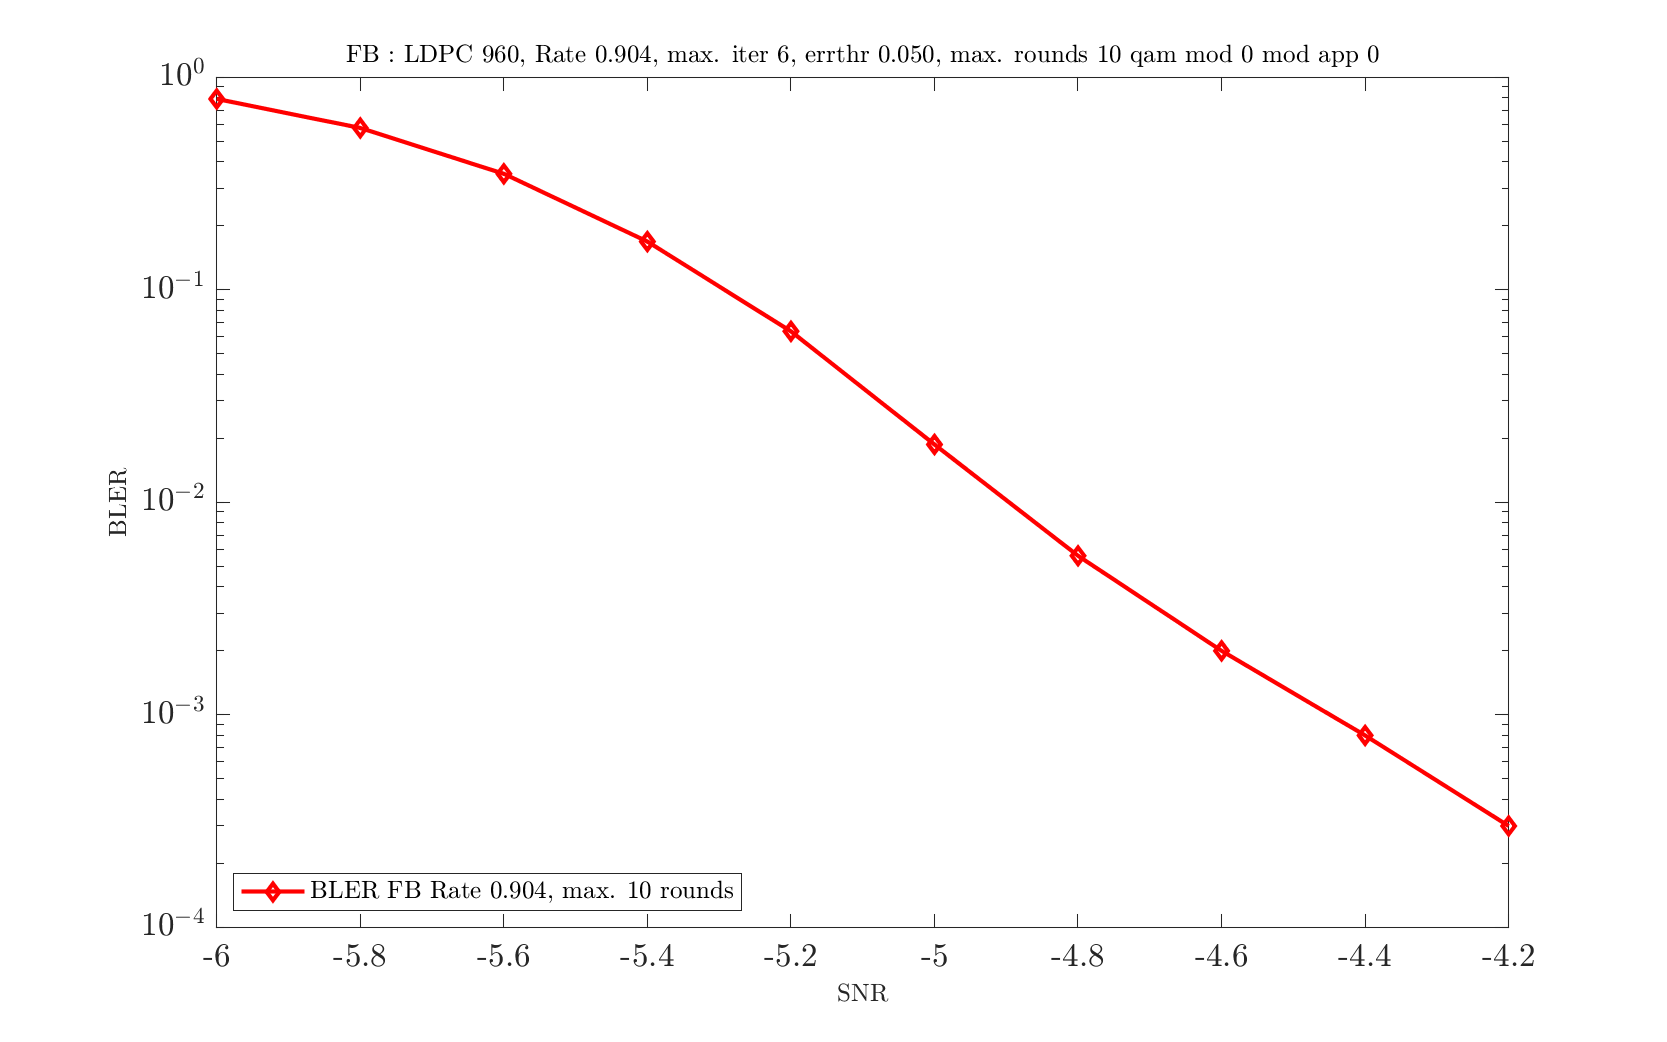 FB : LDPC 960, Rate 0.904, max. iter 6, errthr 0.050, max. rounds 10 qam mod 0 mod app 0
10^0
10^-1
10^-2
10^-3
10^-4
BLER
BLER FB Rate 0.904, max. 10 rounds
-6 -5.8 -5.6 -5.4 -5.2 -5 -4.8 -4.6 -4.4 -4.2
SNR